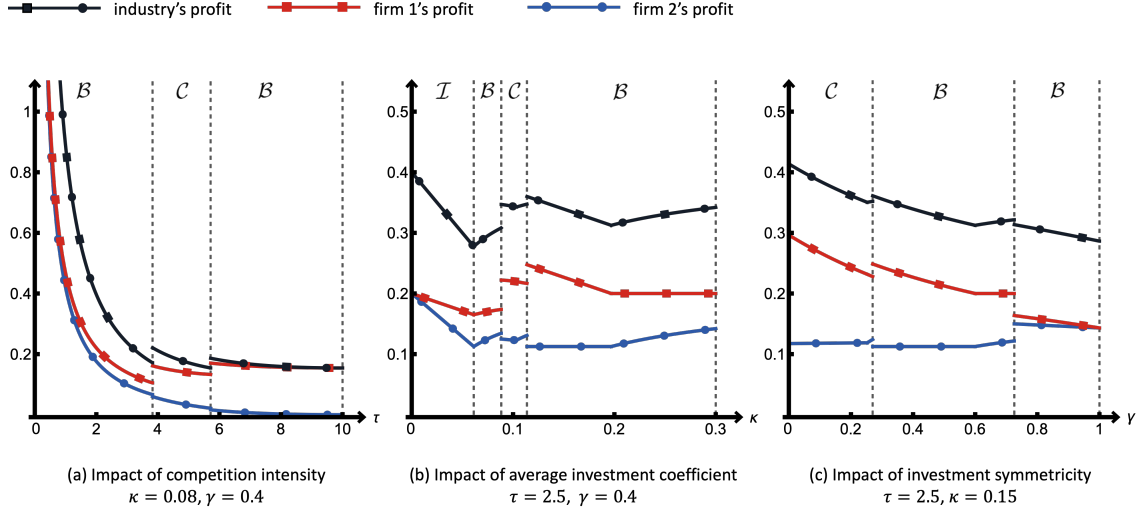 industry's profit firm 1's profit firm 2's profit
ℬ 𝒞 ℬ
1
0.8
0.6
0.4
0.2
0 2 4 6 8 10 τ
ℐ ℬ 𝒞 ℬ
0.5
0.4
0.3
0.2
0.1
0 0.1 0.2 0.3 κ
𝒞 ℬ ℬ
0.5
0.4
0.3
0.2
0.1
0 0.2 0.4 0.6 0.8 1 γ
(a) Impact of competition intensity
κ = 0.08, γ = 0.4
(b) Impact of average investment coefficient
τ = 2.5, γ = 0.4
(c) Impact of investment symmetricity
τ = 2.5, κ = 0.15